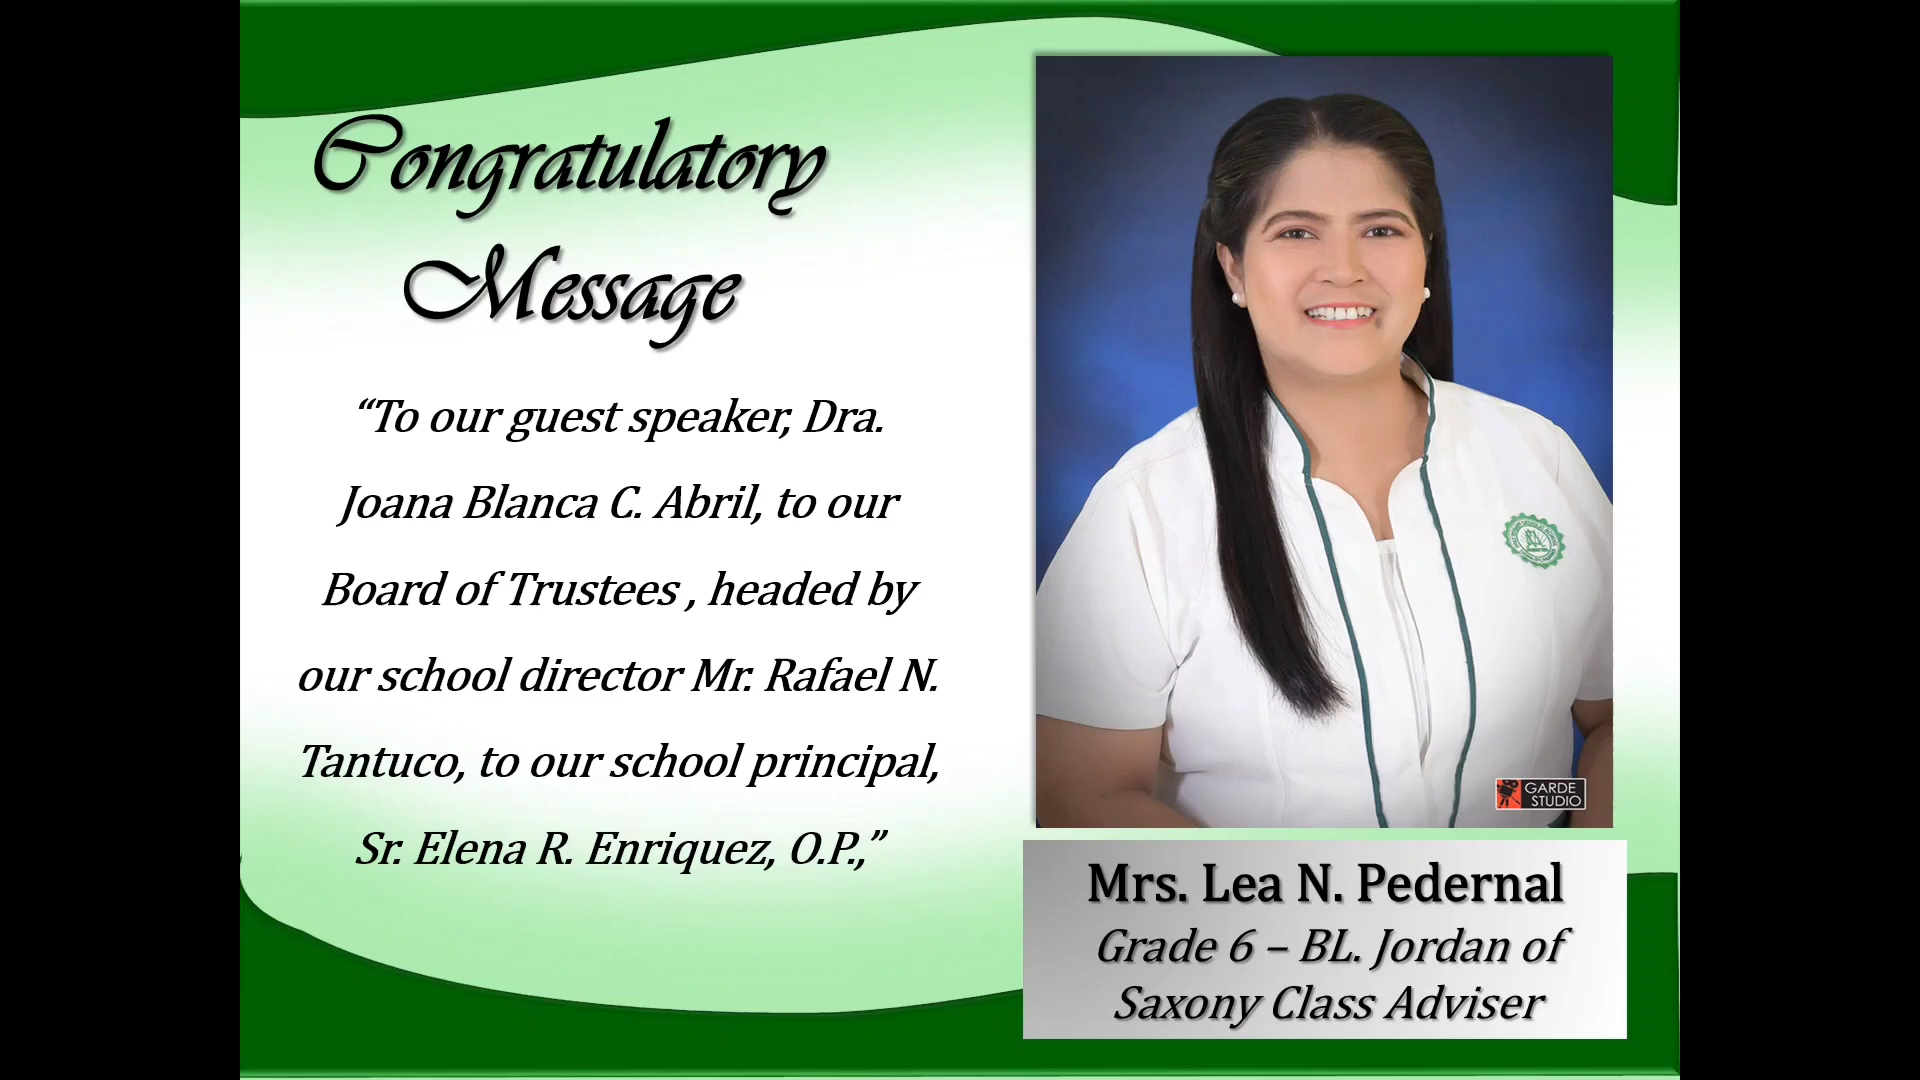 Congratulatory
Message
“To our guest speaker, Dra.
Joana Blanca C. Abril, to our
Board of Trustees , headed by
our school director Mr. Rafael N.
Tantuco, to our school principal,
Sr. Elena R. Enriquez, O.P.,”
GARDE
STUDIO
Mrs. Lea N. Pedernal
Grade 6 – BL. Jordan of
Saxony Class Adviser